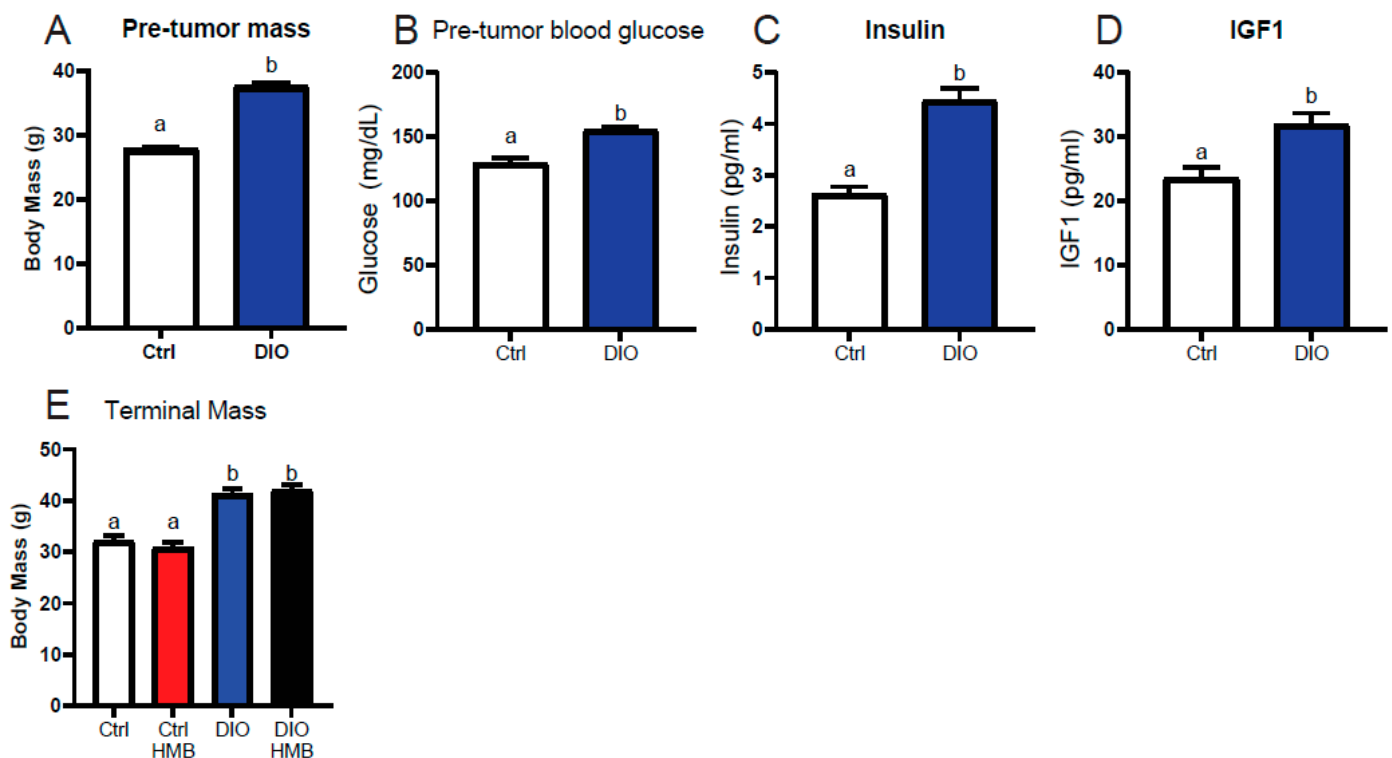 A Pre-tumor mass
Body Mass (g)
40
30
20
10
0
a
b
Ctrl DIO
B Pre-tumor blood glucose
Glucose (mg/dL)
200
150
100
50
0
a
b
Ctrl DIO
C Insulin
Insulin (pg/ml)
5
4
3
2
1
0
a
b
Ctrl DIO
D IGF1
IGF1 (pg/ml)
40
30
20
10
0
a
b
Ctrl DIO
E Terminal Mass
Body Mass (g)
50
40
30
20
10
0
a a b b
Ctrl Ctrl DIO DIO
HMB HMB